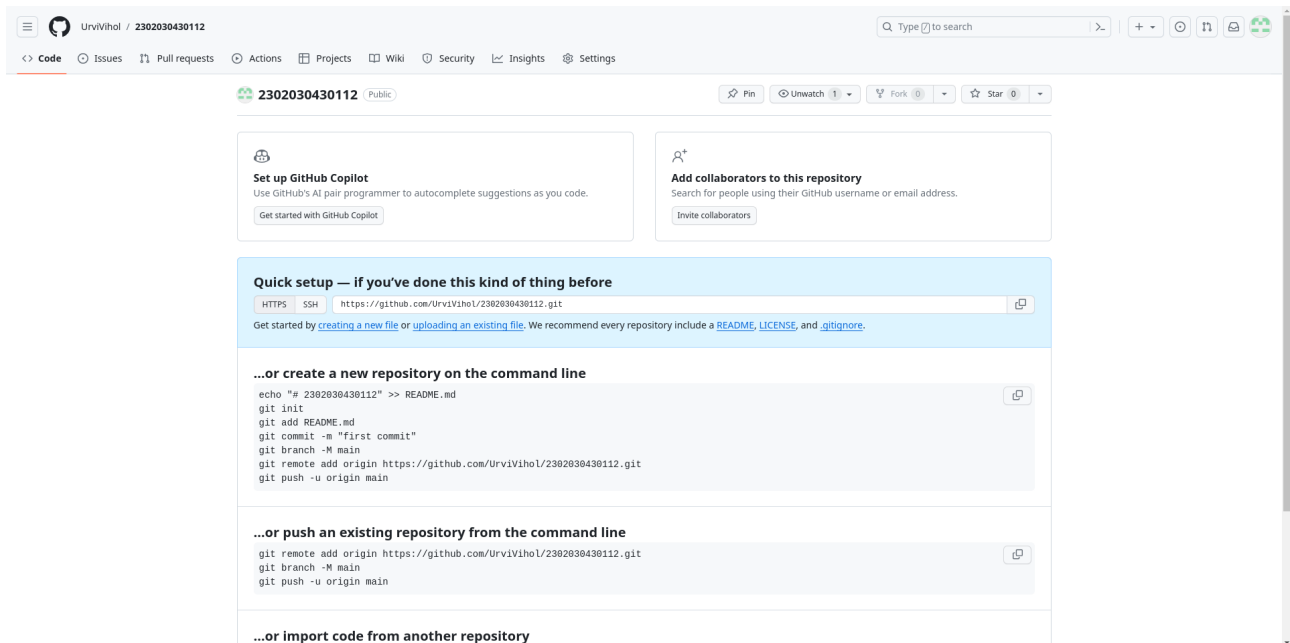 UrviVihol / 2302030430112
Type / to search
Code Issues Pull requests Actions Projects Wiki Security Insights Settings
2302030430112 Public
Pin Unwatch 1 Fork 0 Star 0
Set up GitHub Copilot
Use GitHub's AI pair programmer to autocomplete suggestions as you code.
Get started with GitHub Copilot
Add collaborators to this repository
Search for people using their GitHub username or email address.
Invite collaborators
Quick setup — if you've done this kind of thing before
HTTPS SSH https://github.com/UrviVihol/2302030430112.git
Get started by creating a new file or uploading an existing file. We recommend every repository include a README, LICENSE, and .gitignore.
…or create a new repository on the command line
echo "# 2302030430112" >> README.md
git init
git add README.md
git commit -m "first commit"
git branch -M main
git remote add origin https://github.com/UrviVihol/2302030430112.git
git push -u origin main
…or push an existing repository from the command line
git remote add origin https://github.com/UrviVihol/2302030430112.git
git branch -M main
git push -u origin main
…or import code from another repository